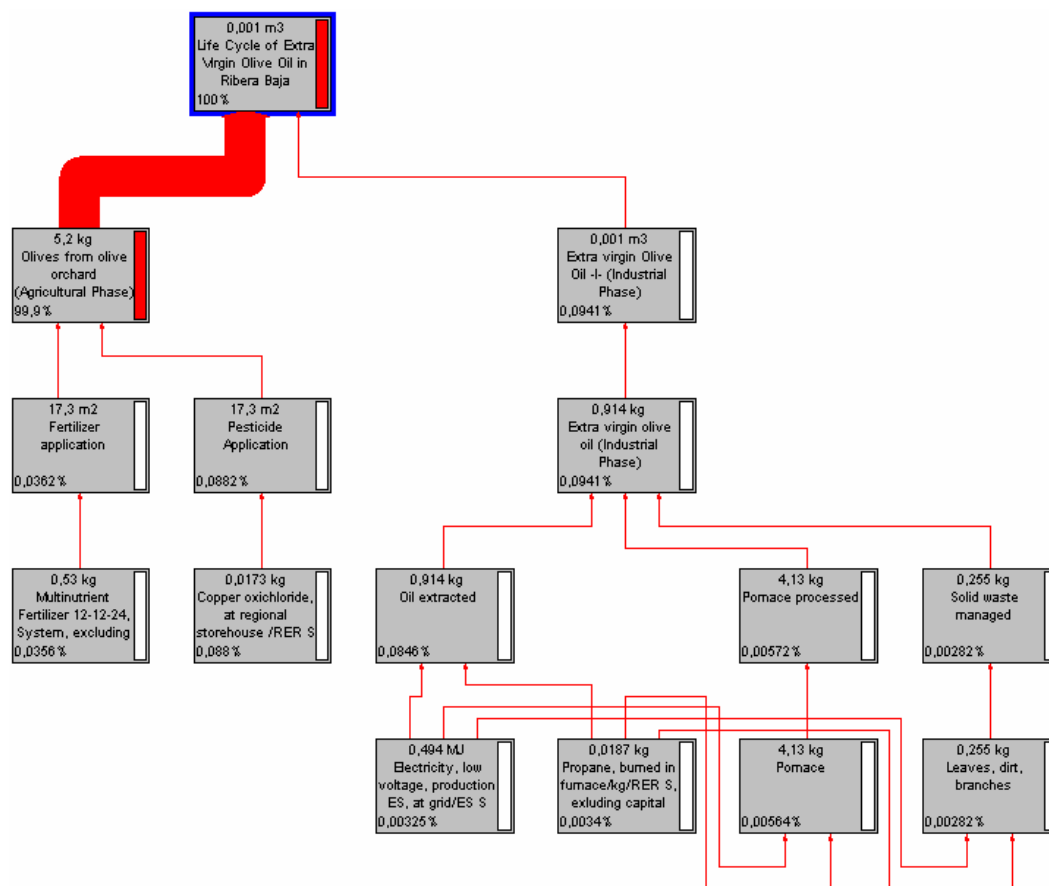 0,001 m3
Life Cycle of Extra
Virgin Olive Oil in
Ribera Baja
100%
5,2 kg
Olives from olive
orchard
(Agricultural Phase)
99,9%
0,001 m3
Extra virgin Olive
Oil -I- (Industrial
Phase)
0,0941%
17,3 m2
Fertilizer
application
0,0362%
17,3 m2
Pesticide
Application
0,0882%
0,914 kg
Extra virgin olive
oil (Industrial
Phase)
0,0941%
0,53 kg
Multinutrient
Fertilizer 12-12-24,
System, excluding
0,0356%
0,0173 kg
Copper oxichloride,
at regional
storehouse /RER S
0,088%
0,914 kg
Oil extracted
0,0846%
4,13 kg
Pomace processed
0,00572%
0,255 kg
Solid waste
managed
0,00282%
0,494 MJ
Electricity, low
voltage, production
ES, at grid/ES S
0,00325%
0,0187 kg
Propane, burned in
furnace/kg/RER S,
exluding capital
0,0034%
4,13 kg
Pomace
0,00564%
0,255 kg
Leaves, dirt,
branches
0,00282%